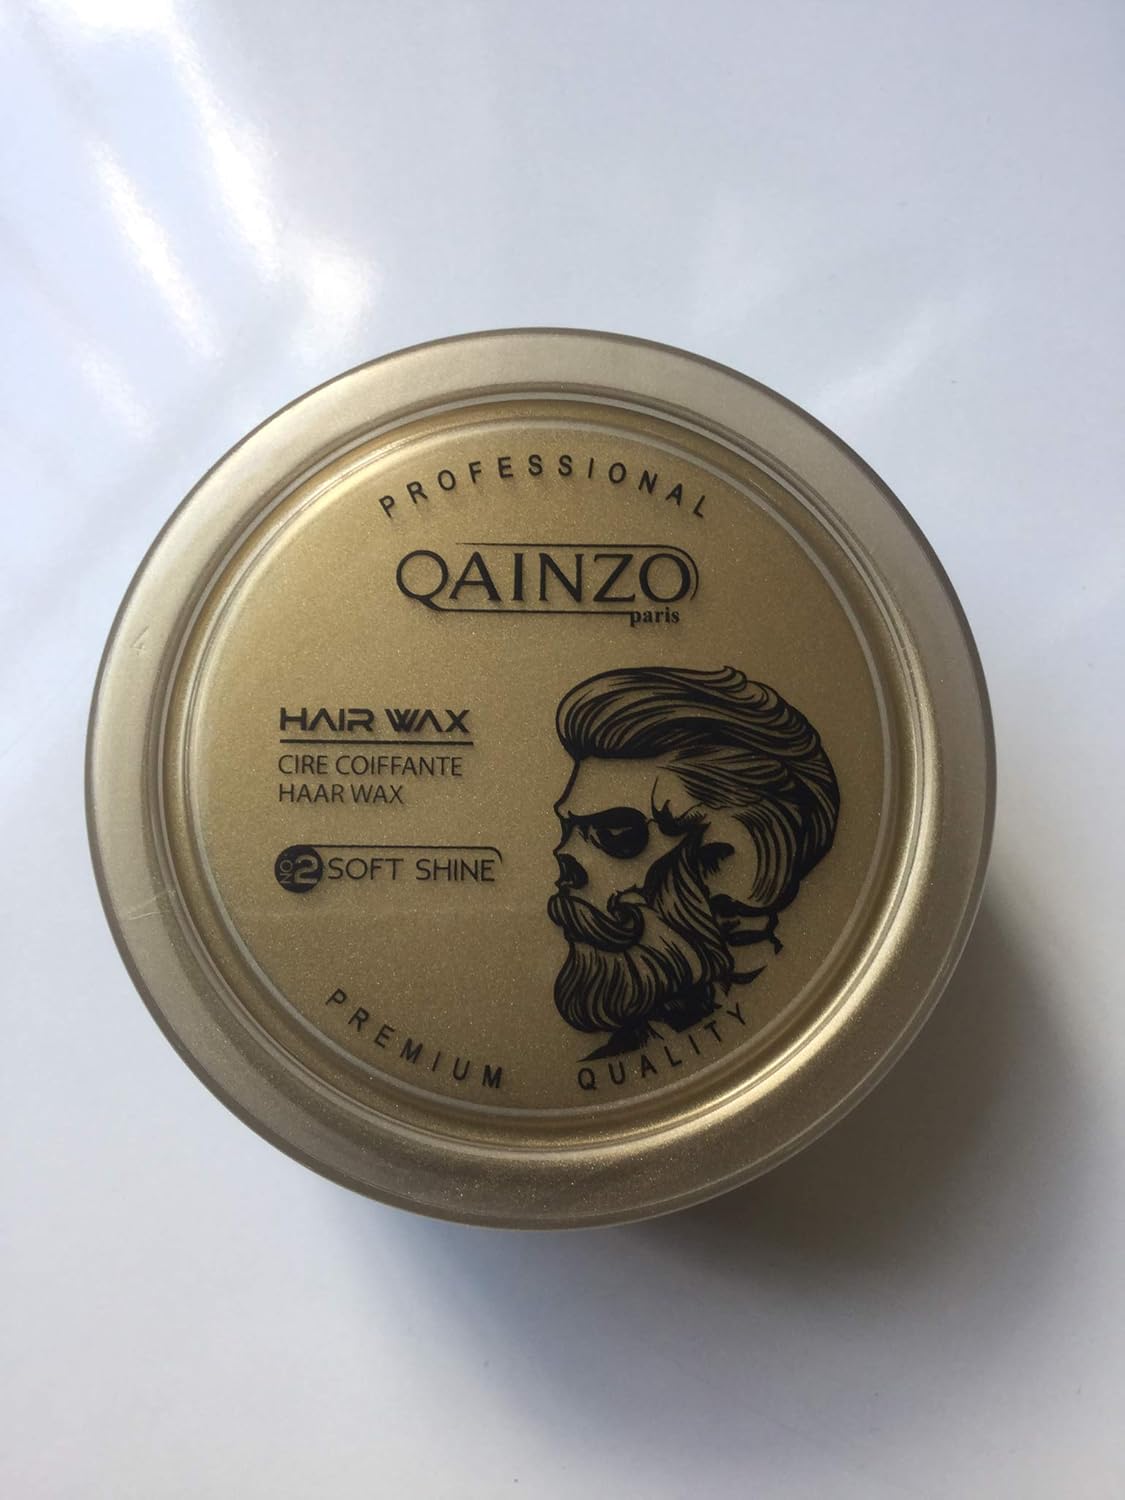 PROFESSIONAL
QAINZO
paris
HAIR WAX
CIRE COIFFANTE
HAAR WAX
NO2 SOFT SHINE
PREMIUM QUALITY